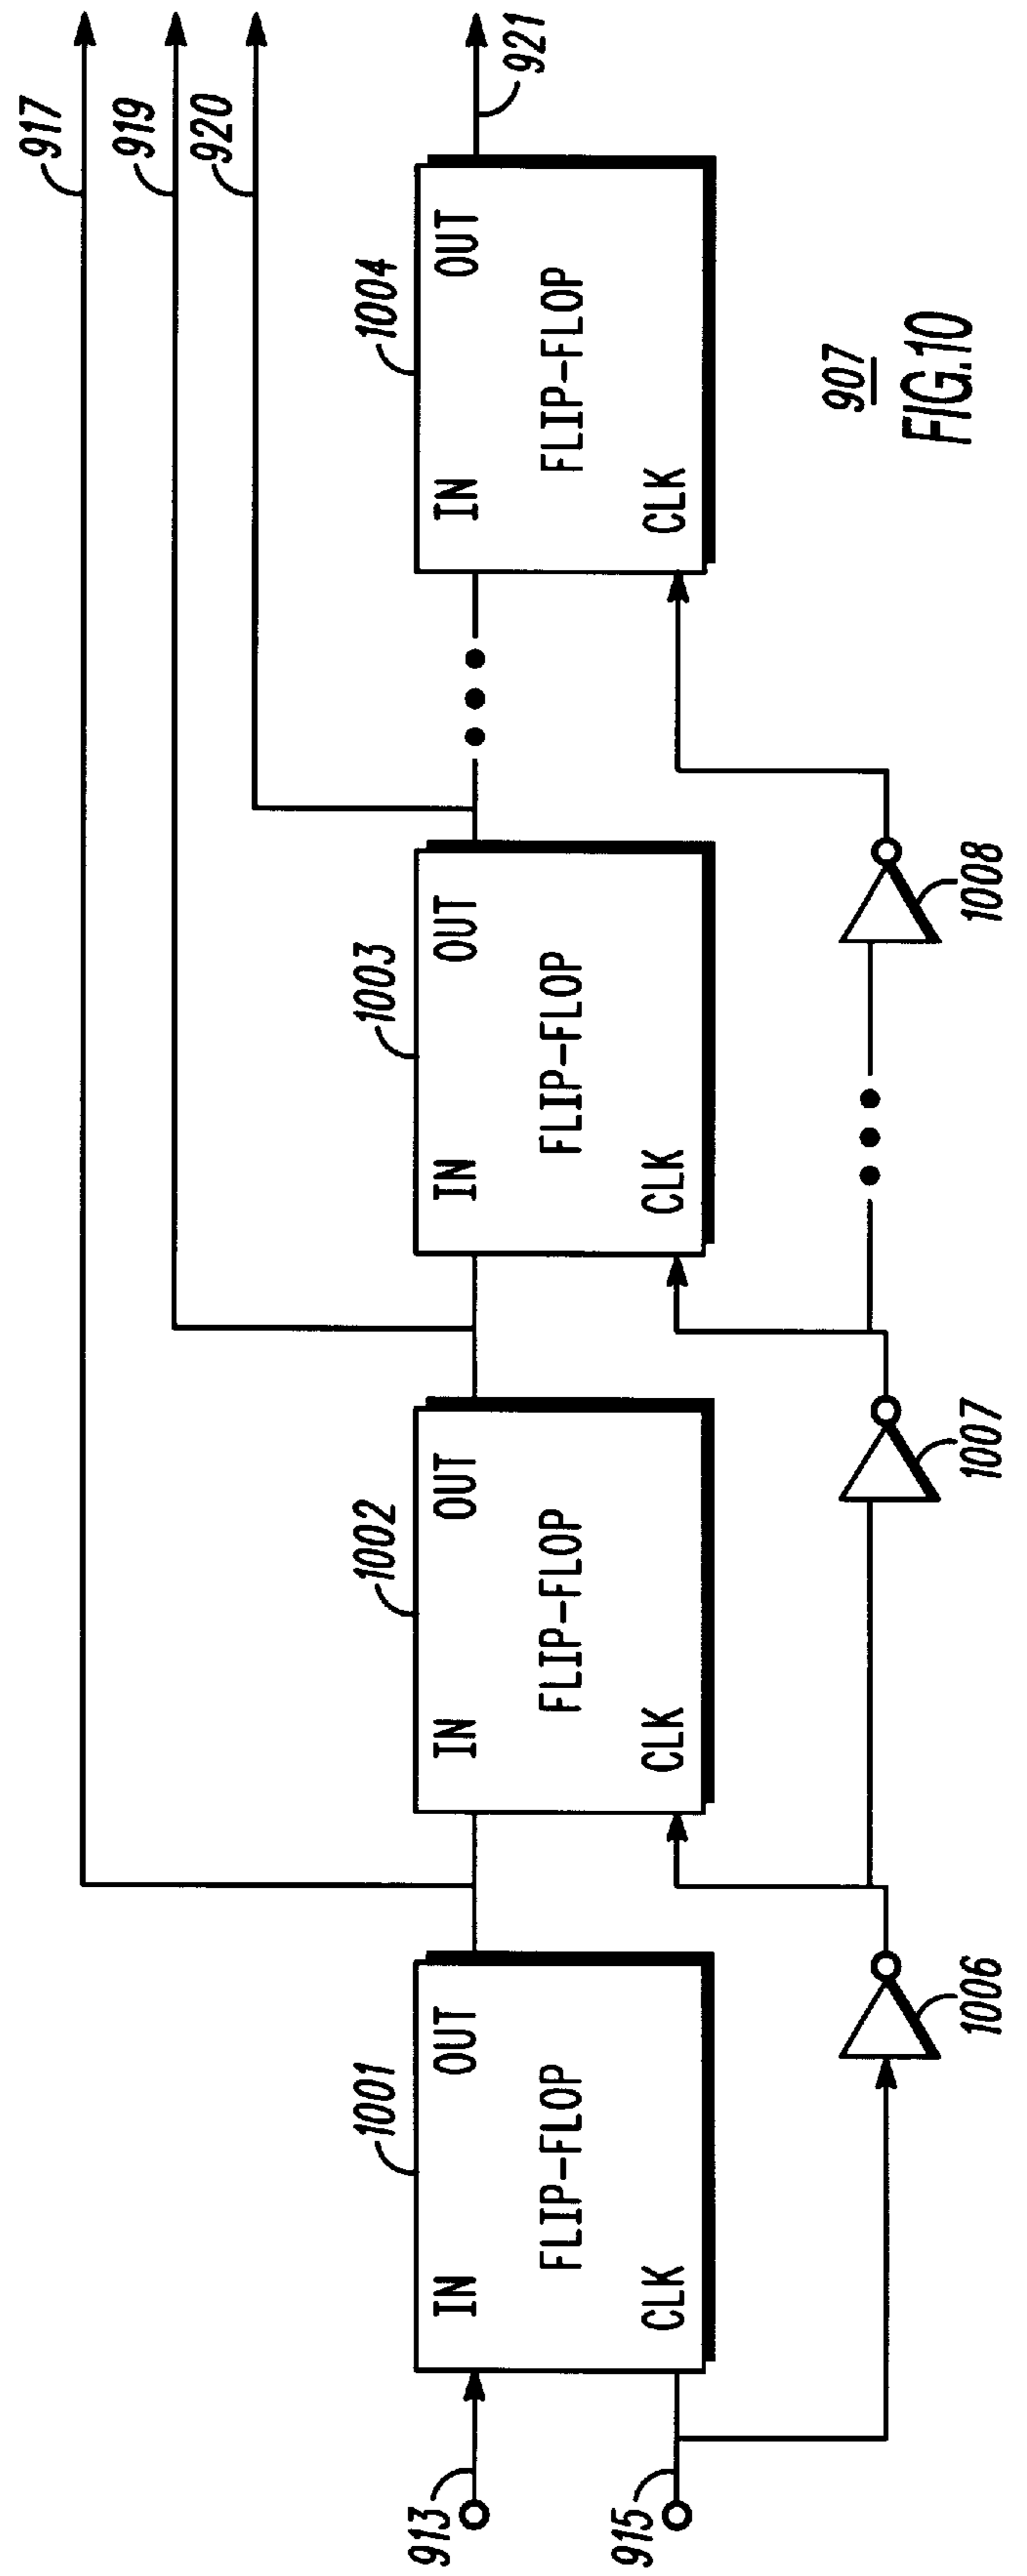 917
919
920
921
1001
IN
OUT
FLIP-FLOP
CLK
1002
IN
OUT
FLIP-FLOP
CLK
1003
IN
OUT
FLIP-FLOP
CLK
1004
IN
OUT
FLIP-FLOP
CLK
913
915
1006
1007
1008
907
FIG.10